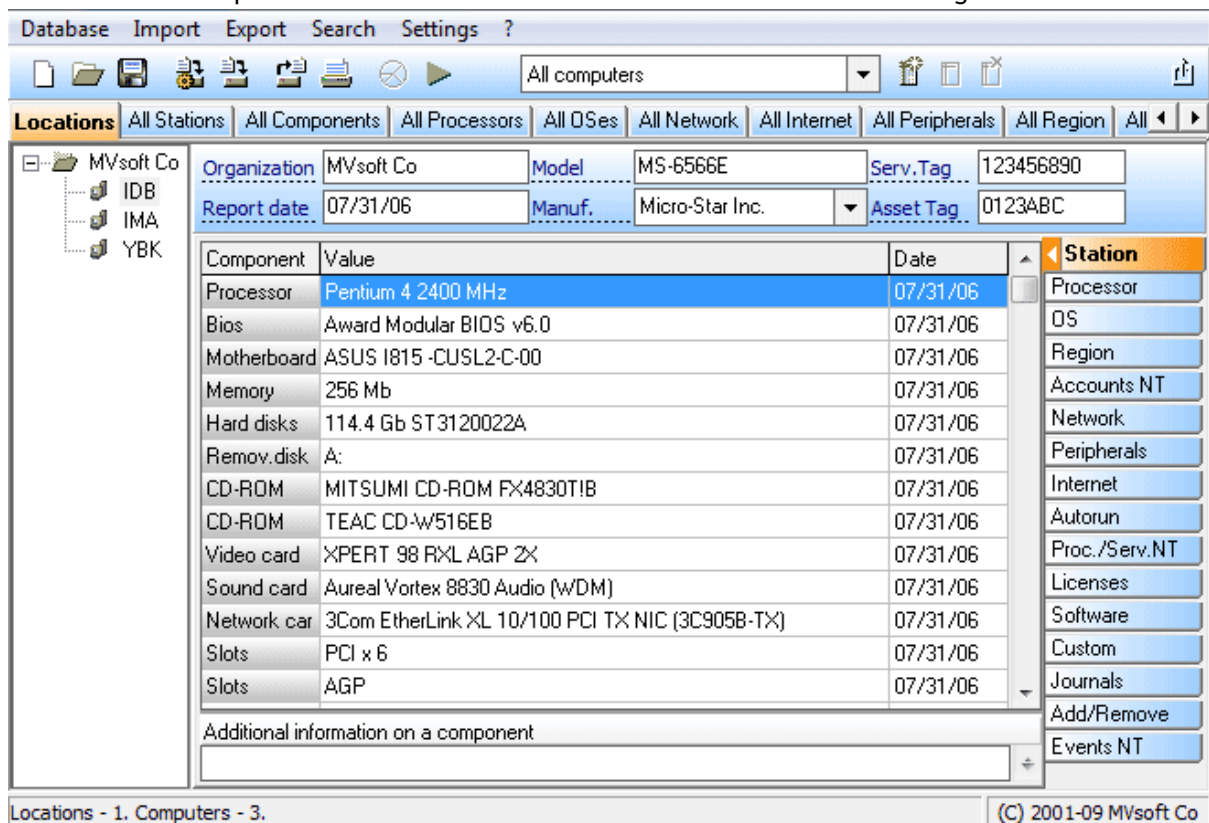 Database Import Export Search Settings ?
All computers
Locations All Stations All Components All Processors All OSes All Network All Internet All Peripherals All Region All
MVsoft Co
IDB
IMA
YBK
Organization MVsoft Co Model MS-6566E Serv.Tag 123456890
Report date 07/31/06 Manuf. Micro-Star Inc. Asset Tag 0123ABC
Component Value Date
Processor Pentium 4 2400 MHz 07/31/06
Bios Award Modular BIOS v6.0 07/31/06
Motherboard ASUS I815 -CUSL2-C-00 07/31/06
Memory 256 Mb 07/31/06
Hard disks 114.4 Gb ST3120022A 07/31/06
Remov.disk A: 07/31/06
CD-ROM MITSUMI CD-ROM FX4830T!B 07/31/06
CD-ROM TEAC CD-W516EB 07/31/06
Video card XPERT 98 RXL AGP 2X 07/31/06
Sound card Aureal Vortex 8830 Audio (WDM) 07/31/06
Network car 3Com EtherLink XL 10/100 PCI TX NIC (3C905B-TX) 07/31/06
Slots PCI x 6 07/31/06
Slots AGP 07/31/06
Additional information on a component
Station
Processor
OS
Region
Accounts NT
Network
Peripherals
Internet
Autorun
Proc./Serv.NT
Licenses
Software
Custom
Journals
Add/Remove
Events NT
Locations - 1. Computers - 3. (C) 2001-09 MVsoft Co